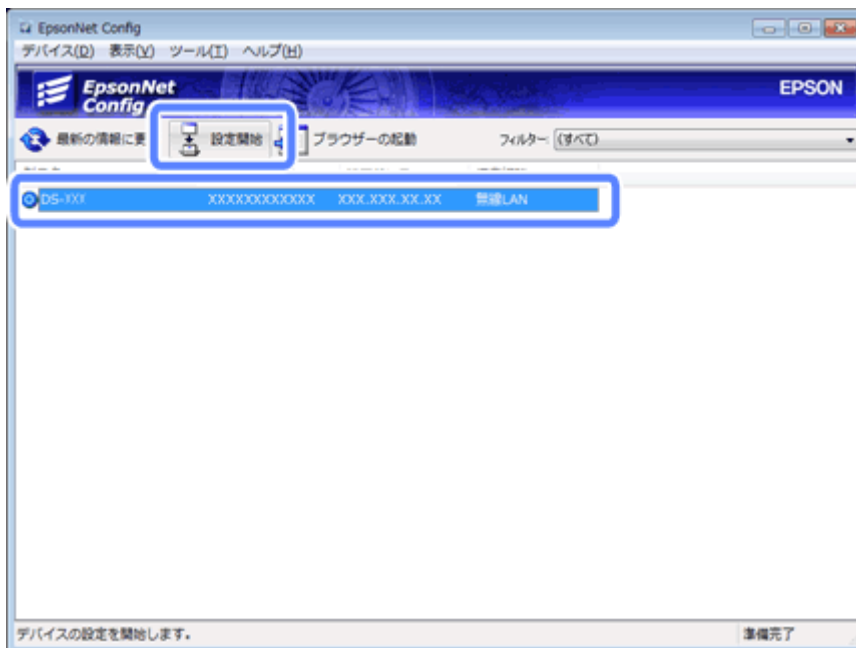 EpsonNet Config
デバイス(D) 表示(V) ツール(T) ヘルプ(H)
EpsonNet
Config
EPSON
最新の情報に更 設定開始 ブラウザーの起動 フィルター: (すべて)
DS-XXX XXXXXXXXXXXX XXX.XXX.XX.XX 無線LAN
デバイスの設定を開始します。 準備完了